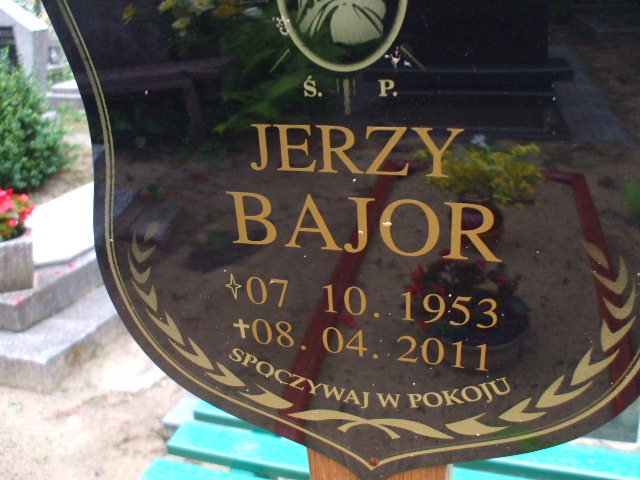 Ś. P.
JERZY
BAJOR
07 10. 1953
✝08. 04. 2011
SPOCZYWAJ W POKOJU